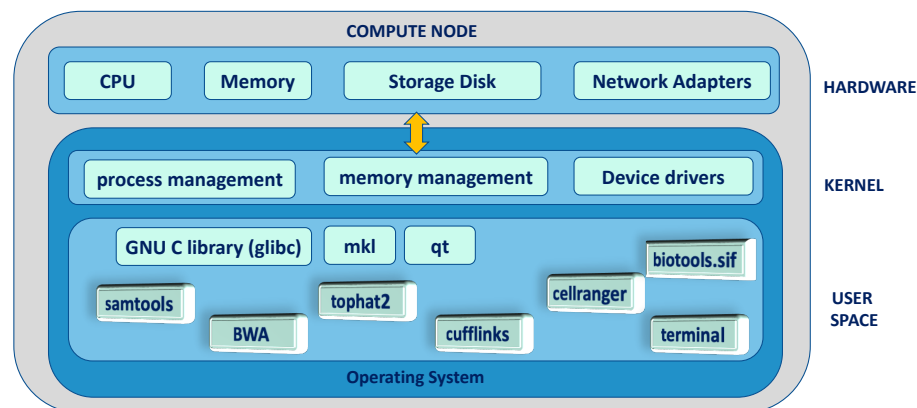 COMPUTE NODE
CPU
Memory
Storage Disk
Network Adapters
HARDWARE
process management
memory management
Device drivers
KERNEL
GNU C library (glibc)
mkl
qt
biotools.sif
samtools
tophat2
cellranger
BWA
cufflinks
terminal
USER
SPACE
Operating System